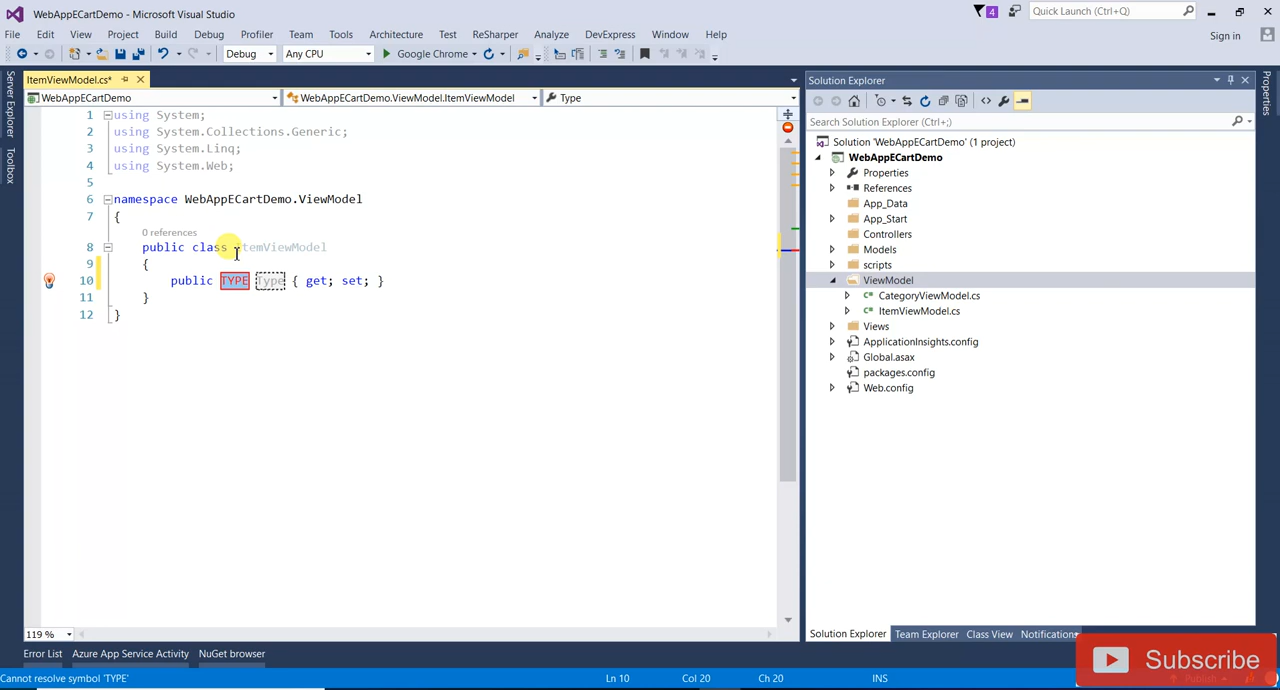 WebAppECartDemo - Microsoft Visual Studio
4
Quick Launch (Ctrl+Q)
File Edit View Project Build Debug Profiler Team Tools Architecture Test ReSharper Analyze DevExpress Window Help
Sign in
Debug Any CPU Google Chrome
Server Explorer
Toolbox
ItemViewModel.cs*
WebAppECartDemo WebAppECartDemo.ViewModel.ItemViewModel Type
1 using System;
2 using System.Collections.Generic;
3 using System.Linq;
4 using System.Web;
5
6 namespace WebAppECartDemo.ViewModel
7 {
0 references
8 public class ItemViewModel
9 {
10 public TYPE Type { get; set; }
11 }
12 }
119 %
Solution Explorer
Search Solution Explorer (Ctrl+;)
Solution 'WebAppECartDemo' (1 project)
WebAppECartDemo
Properties
References
App_Data
App_Start
Controllers
Models
scripts
ViewModel
CategoryViewModel.cs
ItemViewModel.cs
Views
ApplicationInsights.config
Global.asax
packages.config
Web.config
Properties
Solution Explorer Team Explorer Class View Notifications
Error List Azure App Service Activity NuGet browser
Subscribe
Cannot resolve symbol 'TYPE' Ln 10 Col 20 Ch 20 INS Publish